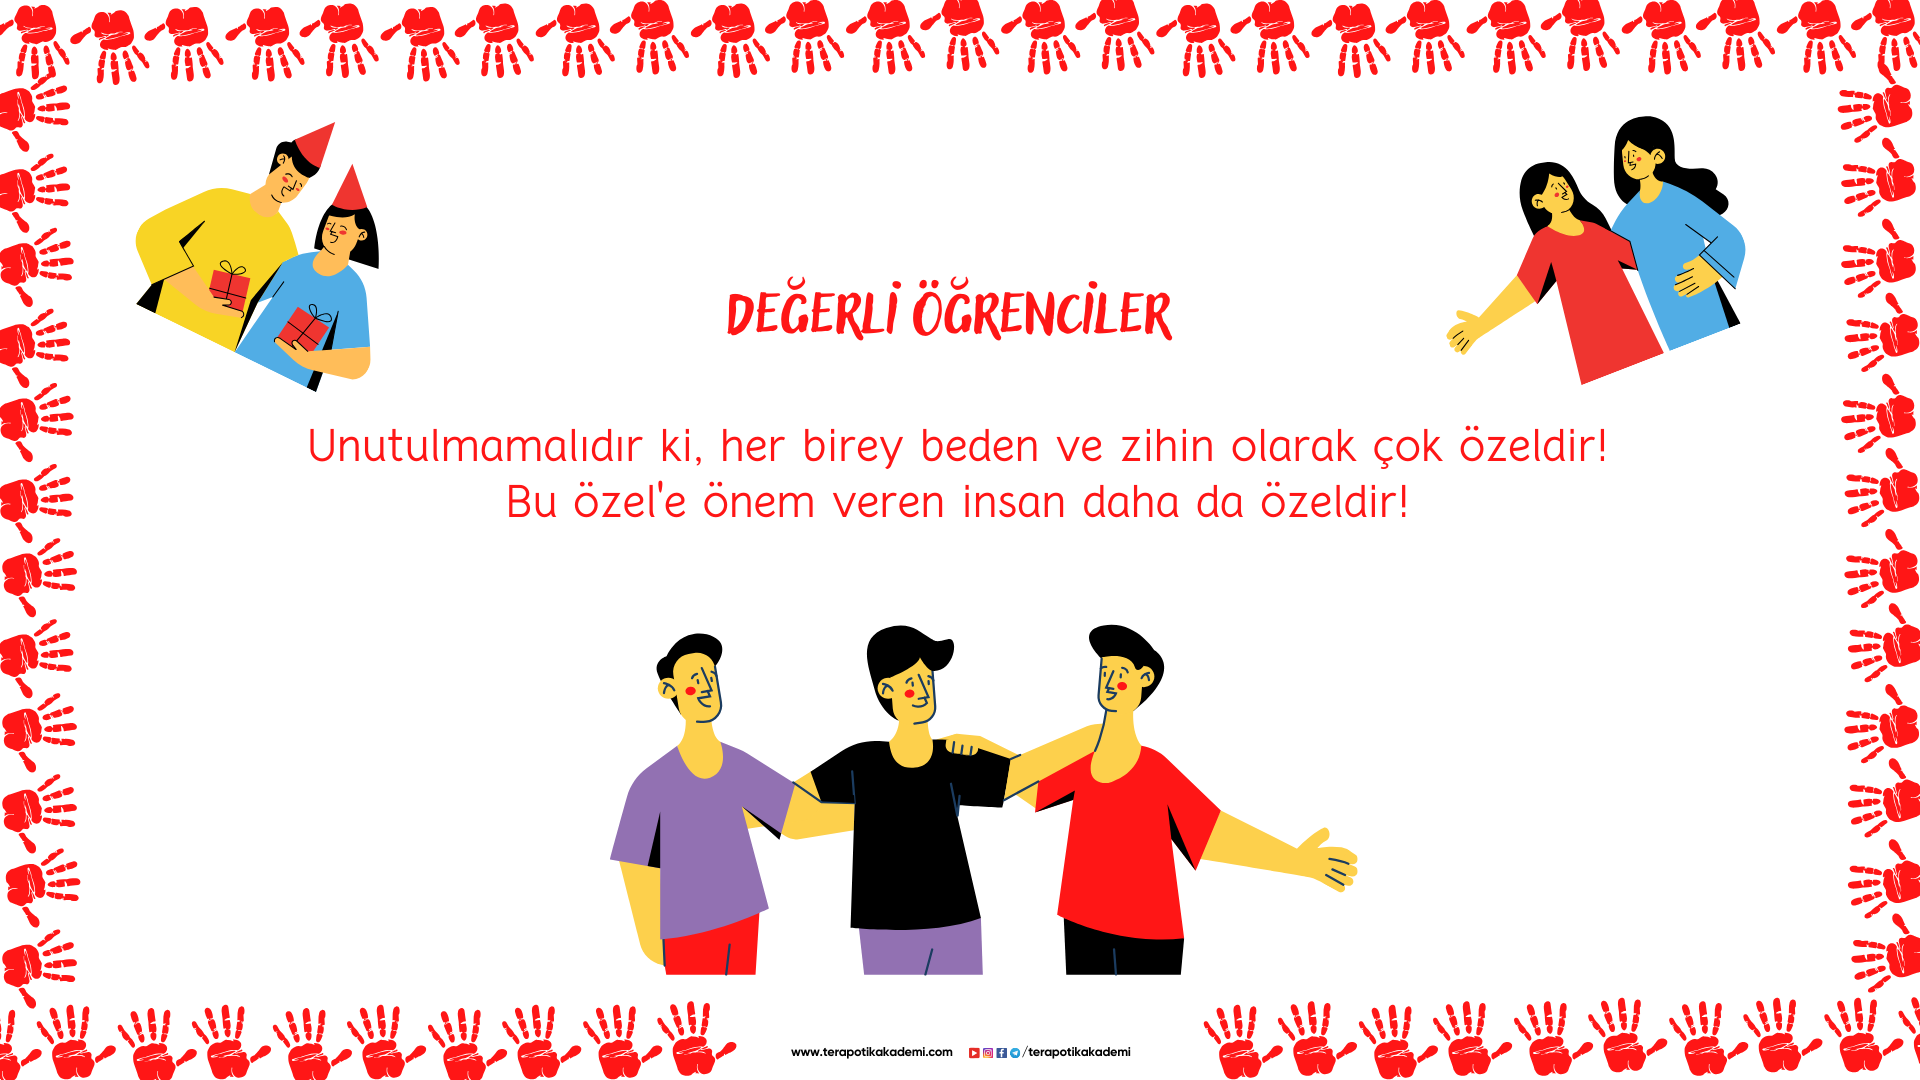 DEĞERLİ ÖĞRENCİLER
Unutulmamalıdır ki, her birey beden ve zihin olarak çok özeldir!
Bu özel'e önem veren insan daha da özeldir!
www.terapotikakademi.com /terapotikakademi